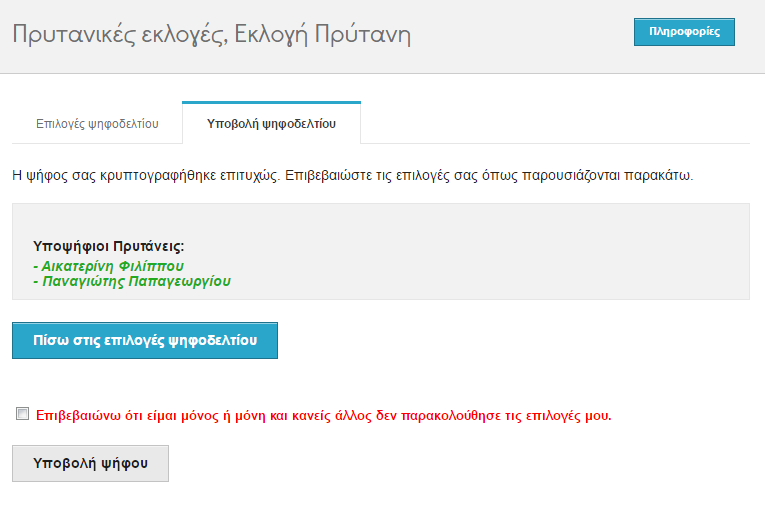 Πρυτανικές εκλογές, Εκλογή Πρύτανη
Πληροφορίες
Επιλογές ψηφοδελτίου
Υποβολή ψηφοδελτίου
Η ψήφος σας κρυπτογραφήθηκε επιτυχώς. Επιβεβαιώστε τις επιλογές σας όπως παρουσιάζονται παρακάτω.
Υποψήφιοι Πρυτάνεις:
- Αικατερίνη Φιλίππου
- Παναγιώτης Παπαγεωργίου
Πίσω στις επιλογές ψηφοδελτίου
Επιβεβαιώνω ότι είμαι μόνος ή μόνη και κανείς άλλος δεν παρακολούθησε τις επιλογές μου.
Υποβολή ψήφου